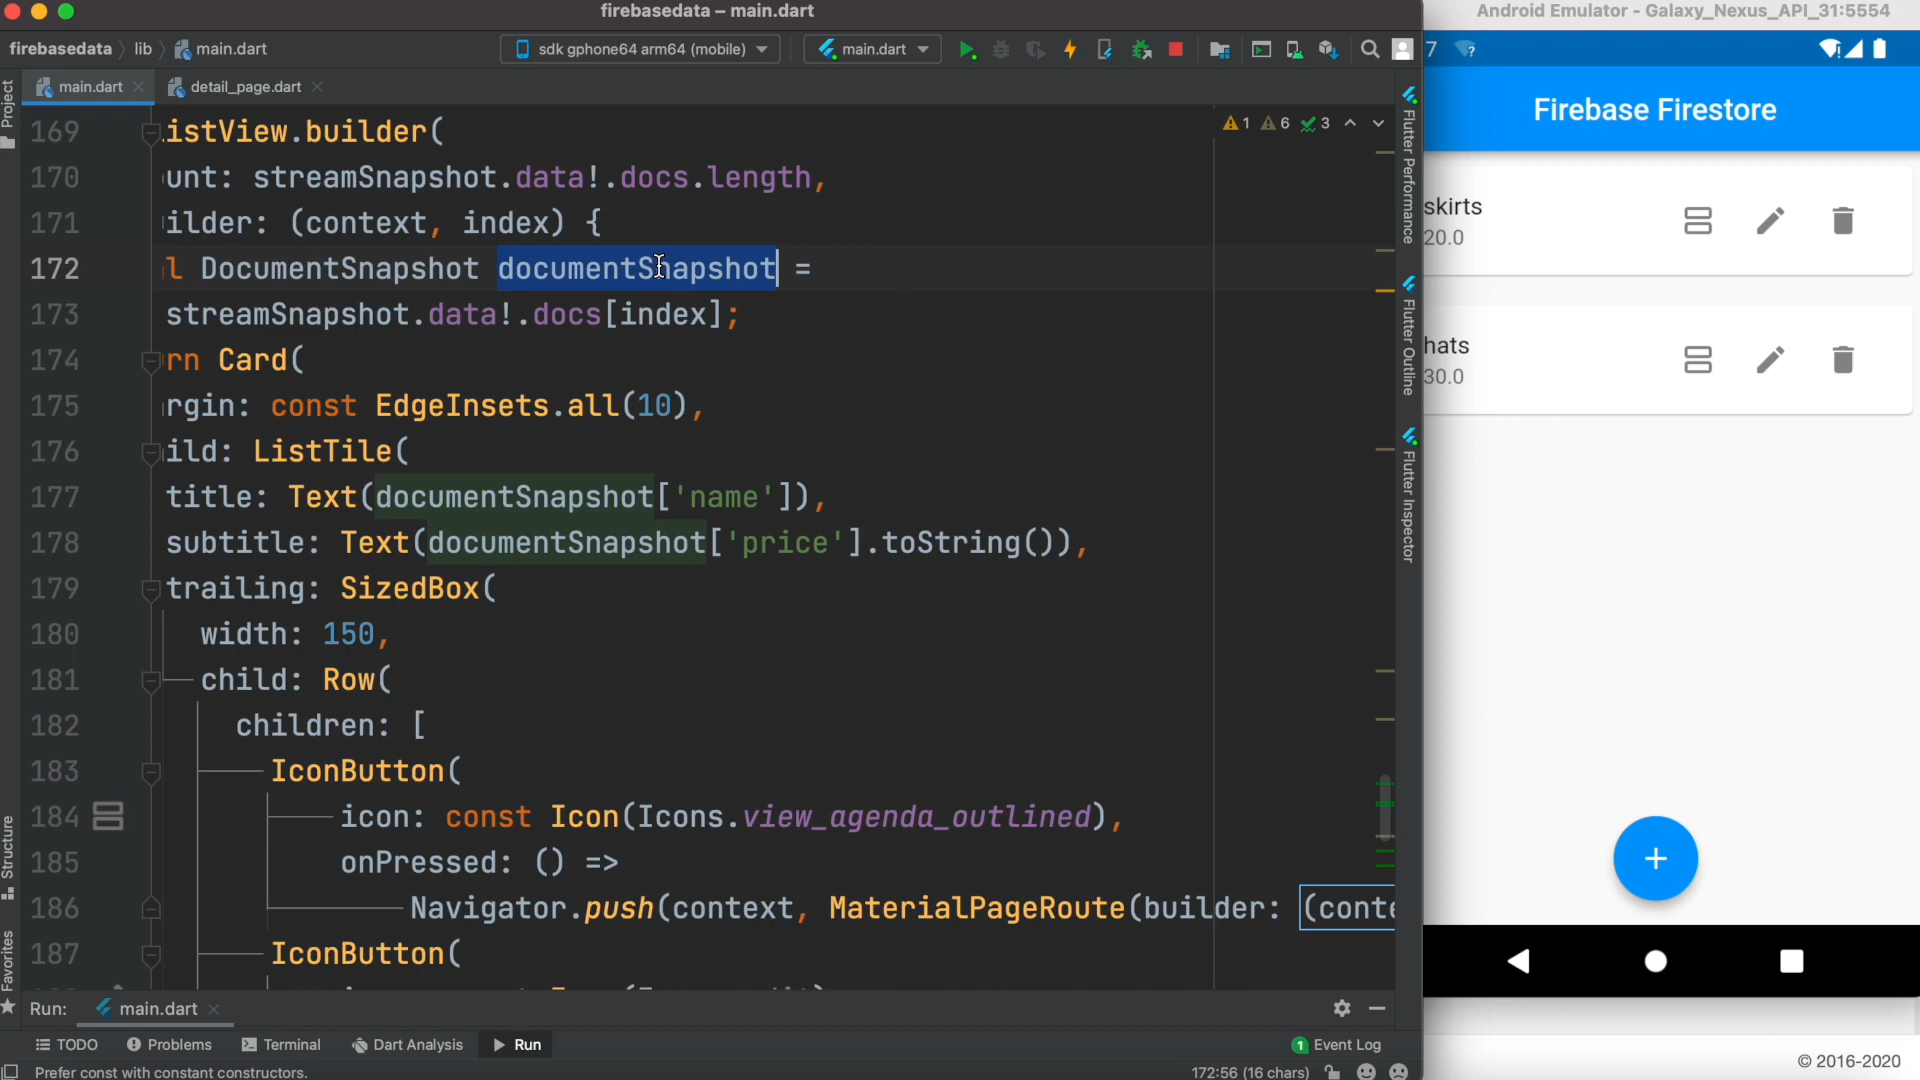 firebasedata – main.dart
Android Emulator - Galaxy_Nexus_API_31:5554
firebasedata
lib
main.dart
sdk gphone64 arm64 (mobile)
main.dart
7
main.dart
detail_page.dart
1 6 3
Project
Structure
Favorites
Flutter Performance
Flutter Outline
Flutter Inspector
169 istView.builder(
170 unt: streamSnapshot.data!.docs.length,
171 ilder: (context, index) {
172 l DocumentSnapshot documentSnapshot =
173 streamSnapshot.data!.docs[index];
174 rn Card(
175 rgin: const EdgeInsets.all(10),
176 ild: ListTile(
177 title: Text(documentSnapshot['name']),
178 subtitle: Text(documentSnapshot['price'].toString()),
179 trailing: SizedBox(
180 width: 150,
181 child: Row(
182 children: [
183 IconButton(
184 icon: const Icon(Icons.view_agenda_outlined),
185 onPressed: () =>
186 Navigator.push(context, MaterialPageRoute(builder: (conte
187 IconButton(
Firebase Firestore
skirts
20.0
hats
30.0
+
Run:
main.dart
TODO
Problems
Terminal
Dart Analysis
Run
1 Event Log
Prefer const with constant constructors.
172:56 (16 chars)
© 2016-2020